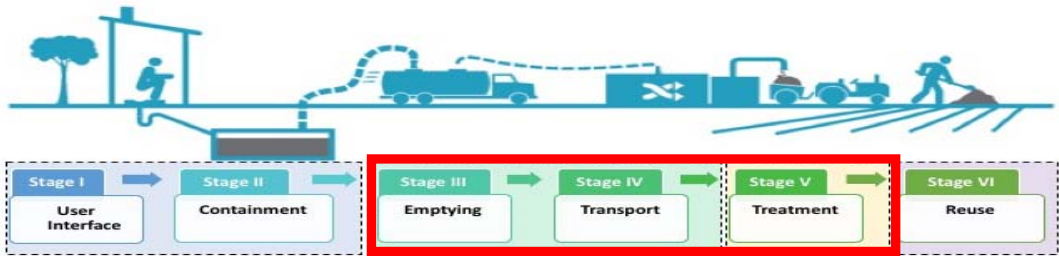 Stage I
User
Interface
Stage II
Containment
Stage III
Emptying
Stage IV
Transport
Stage V
Treatment
Stage VI
Reuse